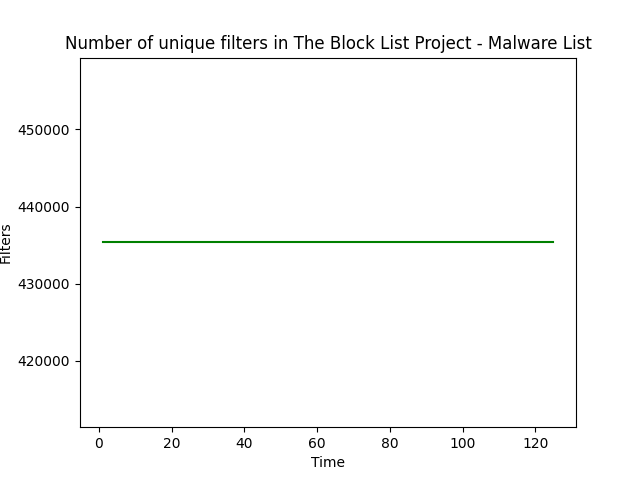 Number of unique filters in The Block List Project - Malware List
450000
440000
430000
420000
Filters
0 20 40 60 80 100 120
Time